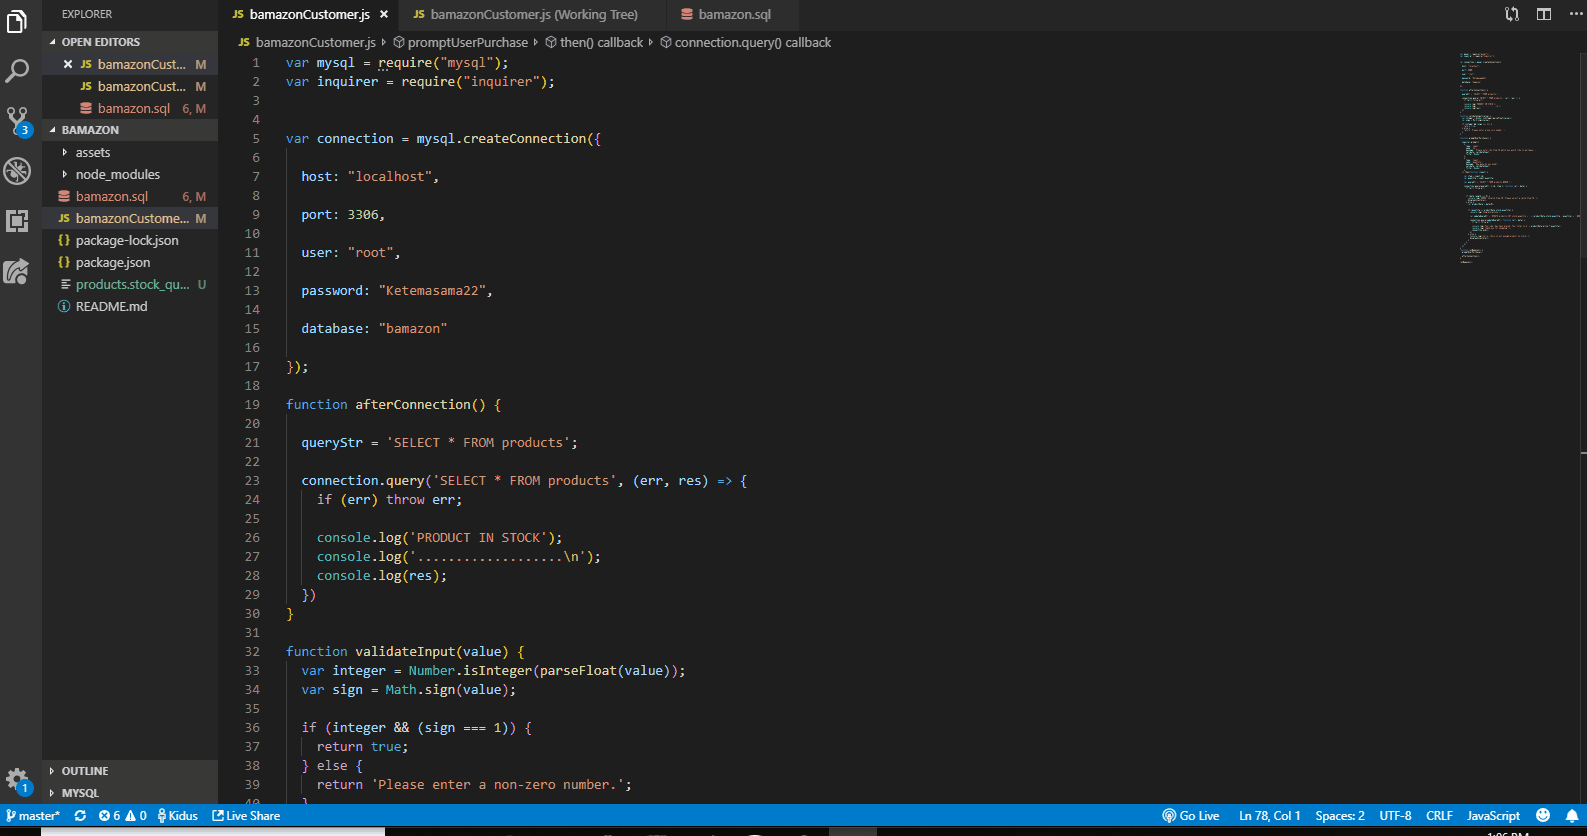 EXPLORER
OPEN EDITORS
bamazonCust... M
bamazonCust... M
bamazon.sql 6, M
BAMAZON
assets
node_modules
bamazon.sql 6, M
JS bamazonCustome... M
{} package-lock.json
{} package.json
products.stock_qu... U
README.md
OUTLINE
MYSQL
JS bamazonCustomer.js
JS bamazonCustomer.js (Working Tree)
bamazon.sql
JS bamazonCustomer.js promptUserPurchase then() callback connection.query() callback
1 var mysql = require("mysql");
2 var inquirer = require("inquirer");
3
4
5 var connection = mysql.createConnection({
6
7 host: "localhost",
8
9 port: 3306,
10
11 user: "root",
12
13 password: "Ketemasama22",
14
15 database: "bamazon"
16
17 });
18
19 function afterConnection() {
20
21 queryStr = 'SELECT * FROM products';
22
23 connection.query('SELECT * FROM products', (err, res) => {
24 if (err) throw err;
25
26 console.log('PRODUCT IN STOCK');
27 console.log('...................\n');
28 console.log(res);
29 })
30 }
31
32 function validateInput(value) {
33 var integer = Number.isInteger(parseFloat(value));
34 var sign = Math.sign(value);
35
36 if (integer && (sign === 1)) {
37 return true;
38 } else {
39 return 'Please enter a non-zero number.';
40 }
3
1
master* 6 0 Kidus Live Share
Go Live Ln 78, Col 1 Spaces: 2 UTF-8 CRLF JavaScript